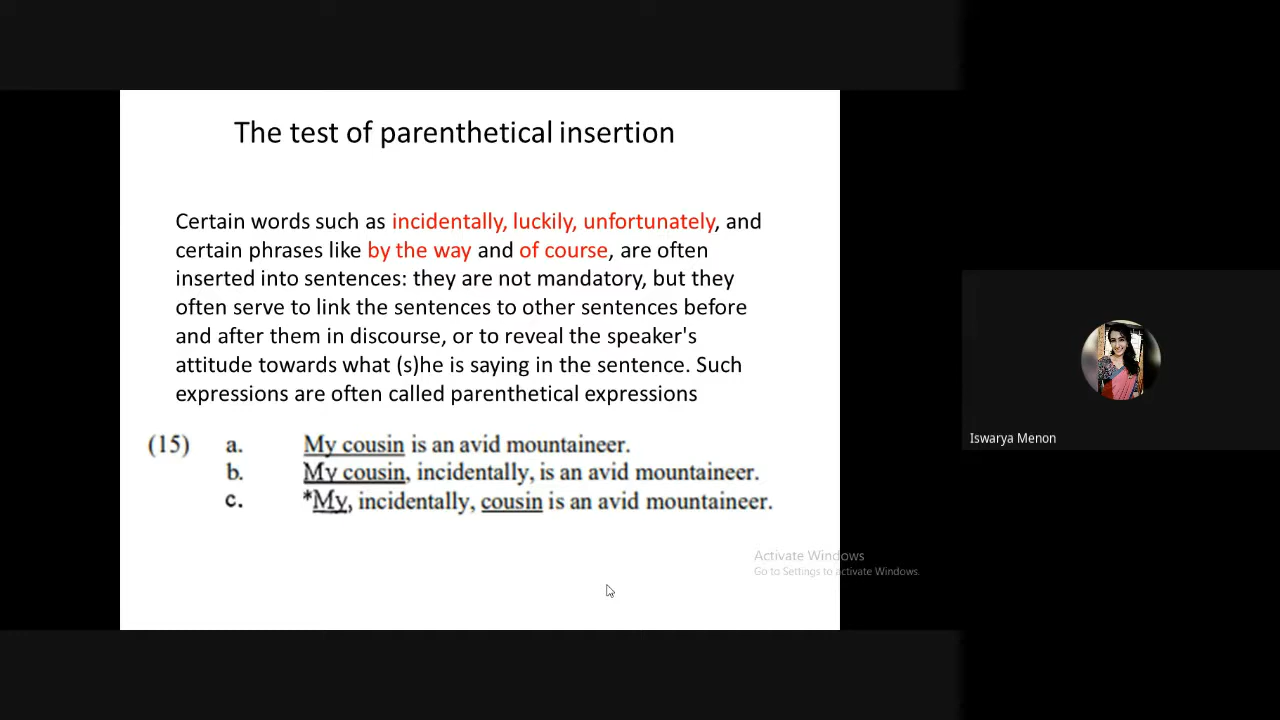 The test of parenthetical insertion
Certain words such as incidentally, luckily, unfortunately, and
certain phrases like by the way and of course, are often
inserted into sentences: they are not mandatory, but they
often serve to link the sentences to other sentences before
and after them in discourse, or to reveal the speaker's
attitude towards what (s)he is saying in the sentence. Such
expressions are often called parenthetical expressions
(15) a. My cousin is an avid mountaineer.
b. My cousin, incidentally, is an avid mountaineer.
c. *My, incidentally, cousin is an avid mountaineer.
Activate Windows
Go to Settings to activate Windows.
Iswarya Menon